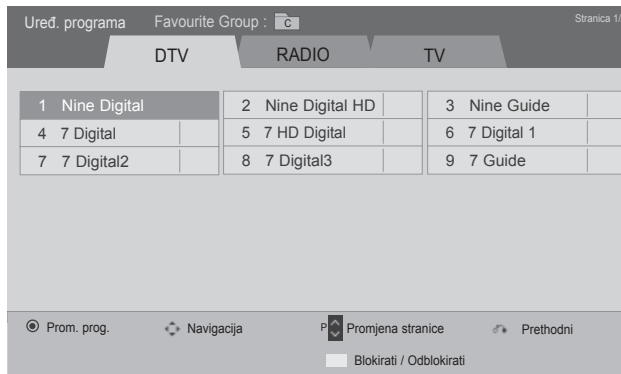 Uređ. programa Favourite Group : C Stranica 1/
DTV RADIO TV
1 Nine Digital 2 Nine Digital HD 3 Nine Guide
4 7 Digital 5 7 HD Digital 6 7 Digital 1
7 7 Digital2 8 7 Digital3 9 7 Guide
Prom. prog. Navigacija P Promjena stranice Prethodni
Blokirati / Odblokirati